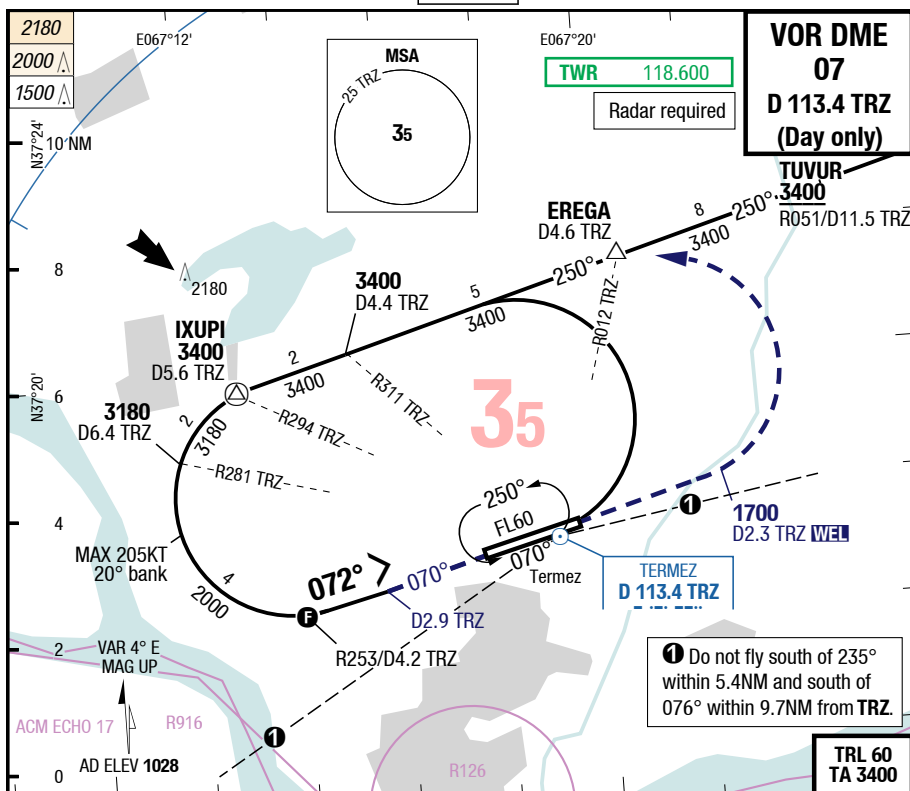 2180
2000
1500
E067°12'
E067°20'
MSA
25 TRZ
35
TWR 118.600
Radar required
VOR DME
07
D 113.4 TRZ
(Day only)
N37°24'
10 NM
TUVUR
3400
R051/D11.5 TRZ
250°
8
3400
EREGA
D4.6 TRZ
250°
R012 TRZ
5
3400
8
2180
3400
D4.4 TRZ
IXUPI
3400
D5.6 TRZ
2
3400
R311 TRZ
R294 TRZ
N37°20'
6
3180
D6.4 TRZ
2
3180
R281 TRZ
35
250°
FL60
070°
Termez
1
1700
D2.3 TRZ WEL
4
MAX 205KT
20° bank
4
2000
072°
070°
D2.9 TRZ
TERMEZ
D 113.4 TRZ
F
R253/D4.2 TRZ
2
VAR 4° E
MAG UP
1 Do not fly south of 235°
within 5.4NM and south of
076° within 9.7NM from TRZ.
ACM ECHO 17
R916
1
R126
AD ELEV 1028
0
TRL 60
TA 3400